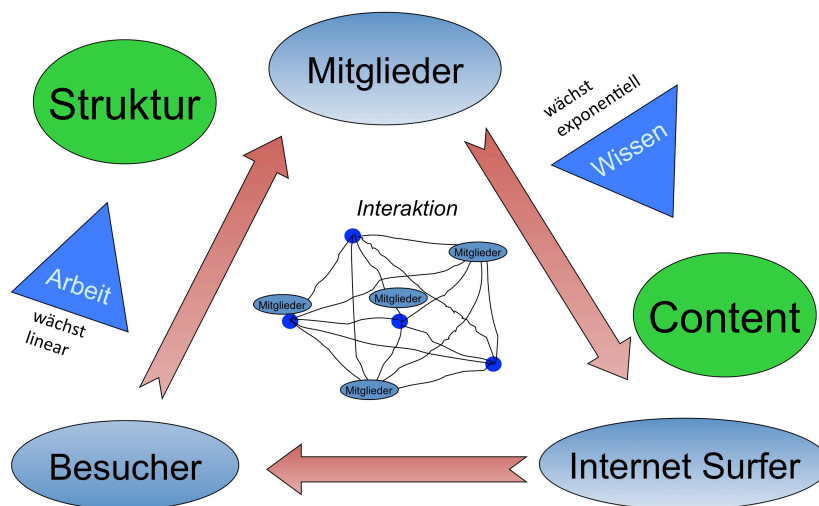 Mitglieder
Struktur
wächst
exponentiell
Wissen
Interaktion
Mitglieder
Mitglieder
Mitglieder
Arbeit
wächst
linear
Content
Mitglieder
Besucher
Internet Surfer